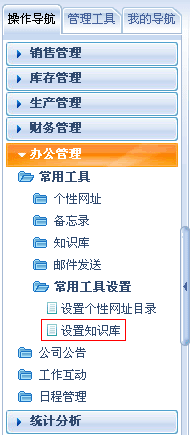 操作导航 管理工具 我的导航
销售管理
库存管理
生产管理
财务管理
办公管理
常用工具
个性网址
备忘录
知识库
邮件发送
常用工具设置
设置个性网址目录
设置知识库
公司公告
工作互动
日程管理
统计分析